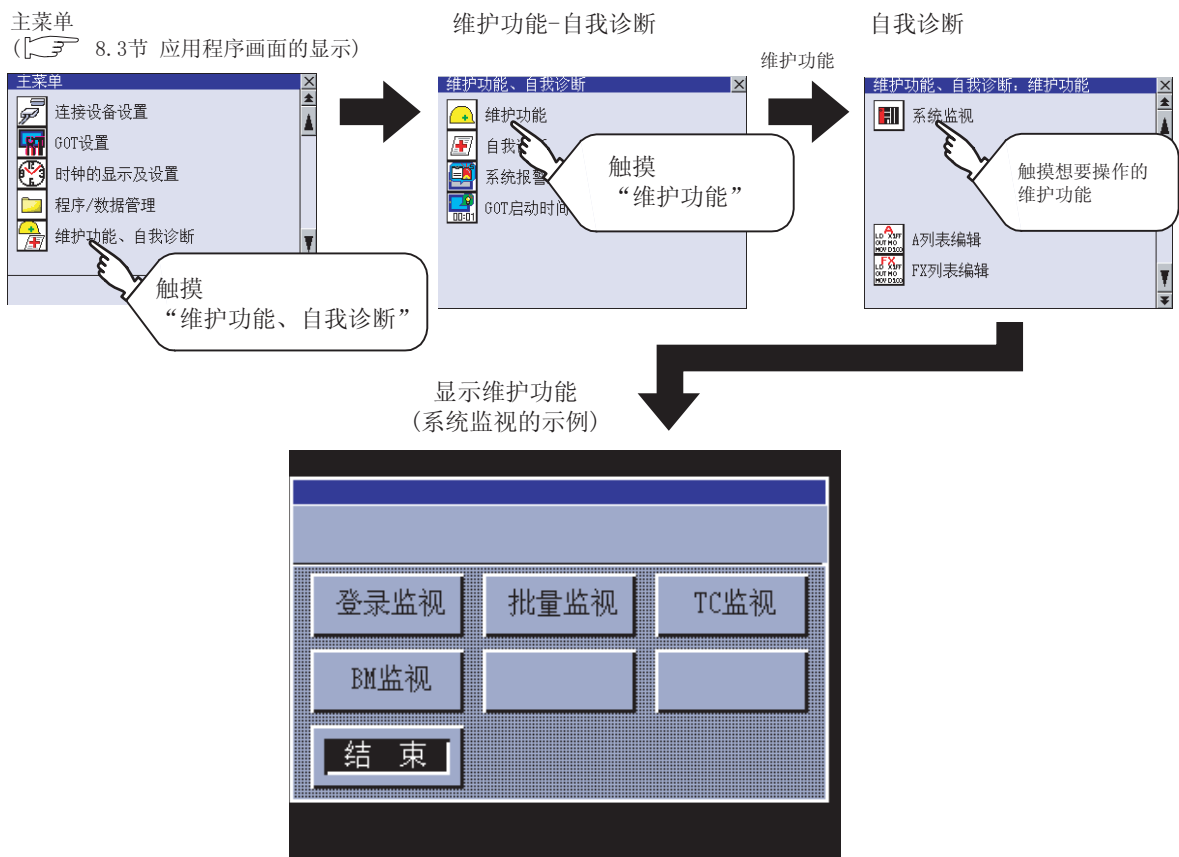 主菜单
( 8.3节 应用程序画面的显示)
主菜单
连接设备设置
GOT设置
时钟的显示及设置
程序/数据管理
维护功能、自我诊断
触摸
“维护功能、自我诊断”
维护功能-自我诊断
维护功能、自我诊断
维护功能
自我
系统报警
GOT启动时间
00:01
触摸
“维护功能”
维护功能
自我诊断
维护功能、自我诊断: 维护功能
系统监视
触摸想要操作的
维护功能
A列表编辑
FX列表编辑
显示维护功能
(系统监视的示例)
登录监视
批量监视
TC监视
BM监视
结 束